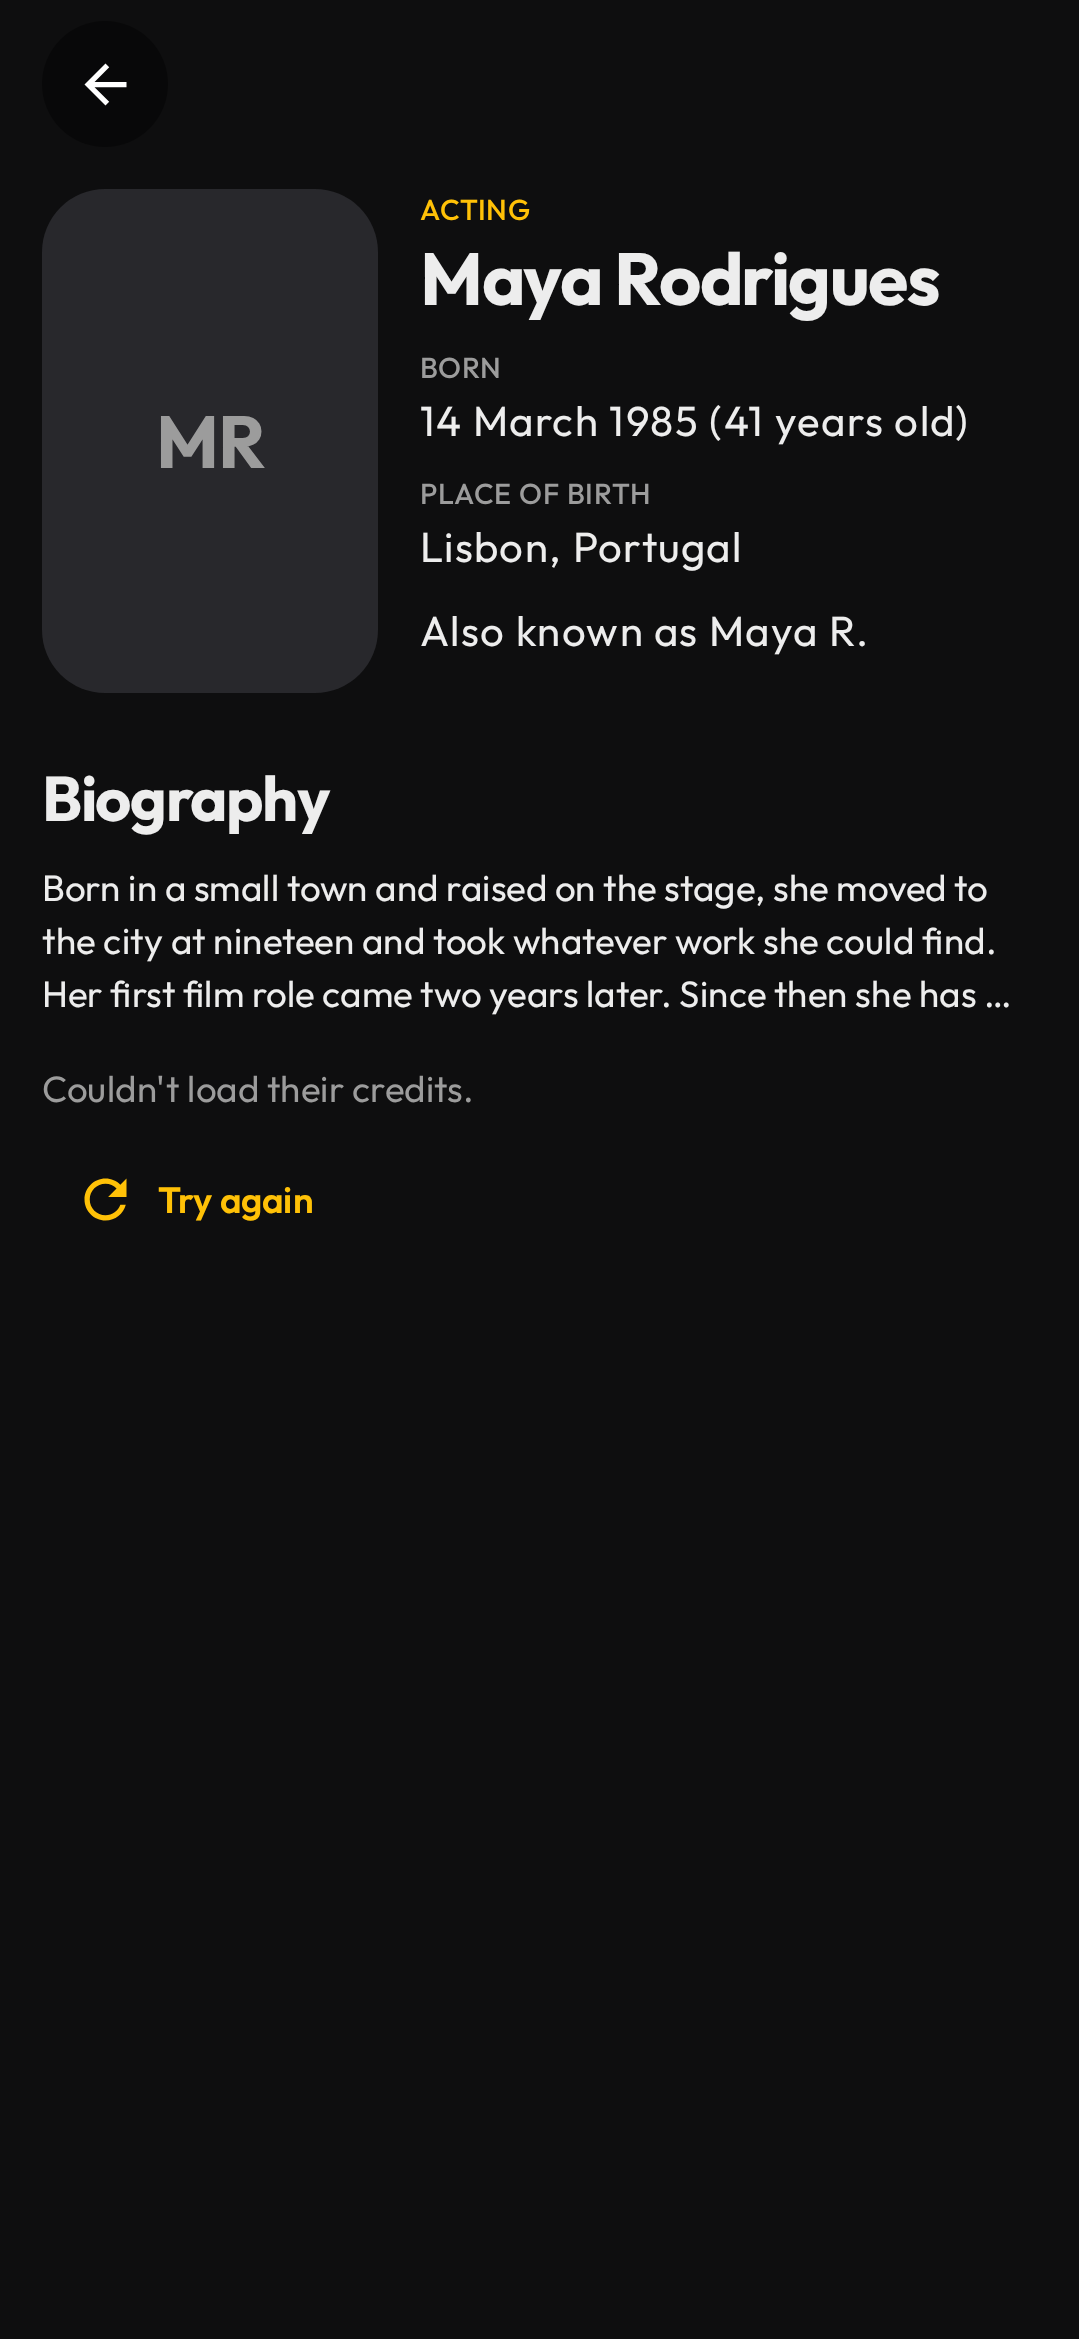 MR
ACTING
Maya Rodrigues
BORN
14 March 1985 (41 years old)
PLACE OF BIRTH
Lisbon, Portugal
Also known as Maya R.
Biography
Born in a small town and raised on the stage, she moved to
the city at nineteen and took whatever work she could find.
Her first film role came two years later. Since then she has ...
Couldn't load their credits.
Try again